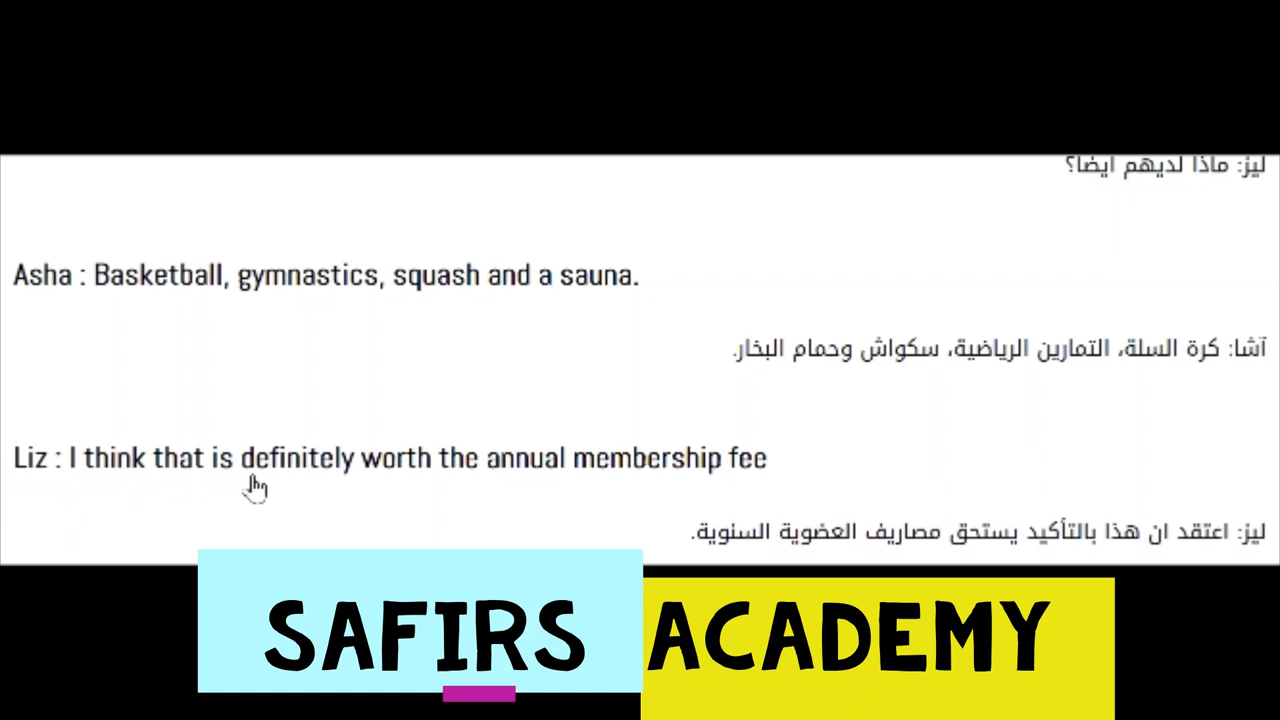 ليز: ماذا لديهم ايضا؟
Asha : Basketball, gymnastics, squash and a sauna.
آشا: كرة السلة، التمارين الرياضية، سكواش وحمام البخار.
Liz : I think that is definitely worth the annual membership fee
ليز: اعتقد ان هذا بالتأكيد يستحق مصاريف العضوية السنوية.
SAFIRS ACADEMY